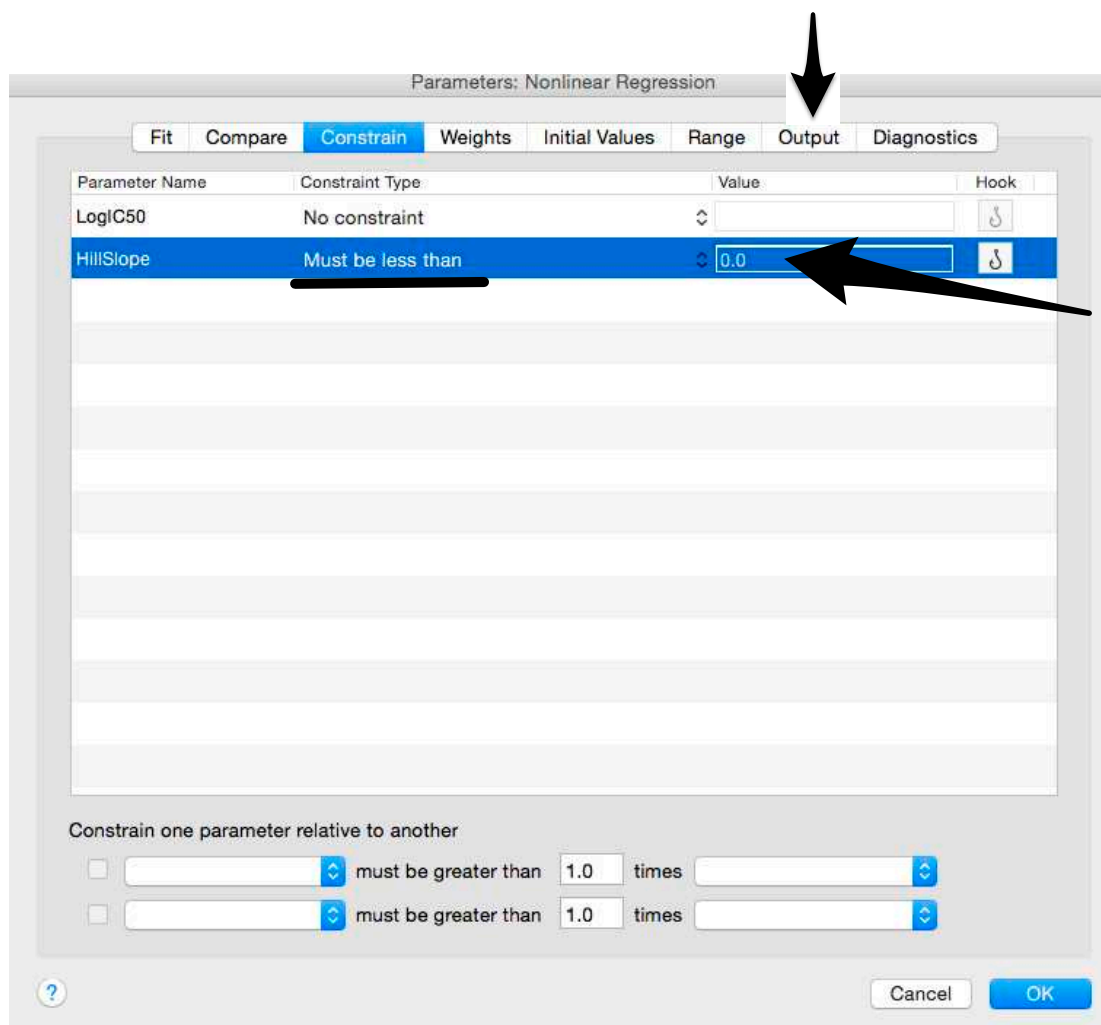 Parameters: Nonlinear Regression
Fit Compare Constrain Weights Initial Values Range Output Diagnostics
Parameter Name Constraint Type Value Hook
LogIC50 No constraint
HillSlope Must be less than 0.0
Constrain one parameter relative to another
must be greater than 1.0 times
must be greater than 1.0 times
? Cancel OK